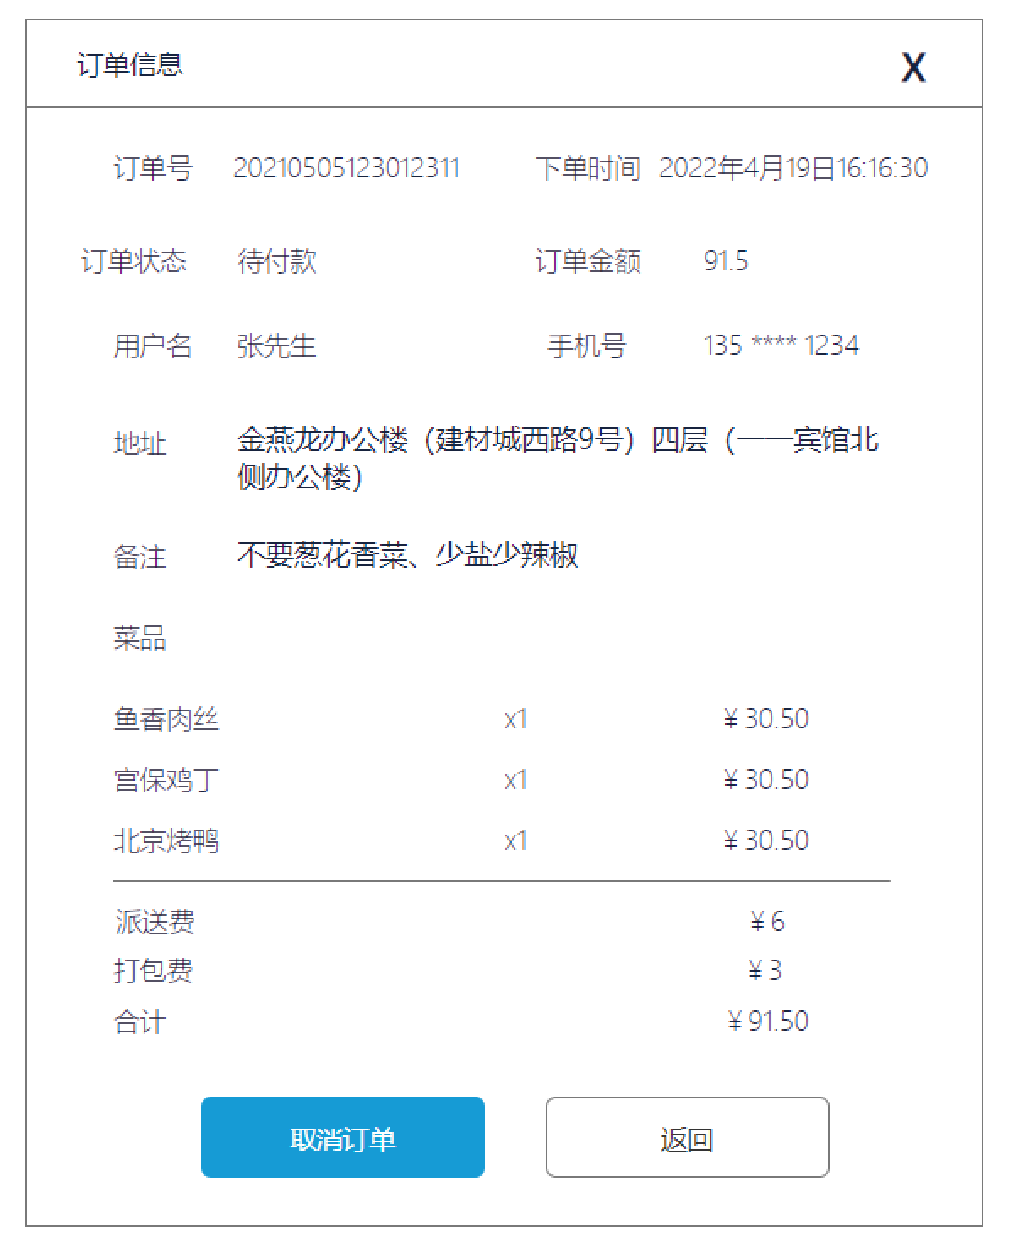 订单信息 X
订单号 20210505123012311 下单时间 2022年4月19日16:16:30
订单状态 待付款 订单金额 91.5
用户名 张先生 手机号 135 **** 1234
地址 金燕龙办公楼（建材城西路9号）四层（——宾馆北
侧办公楼）
备注 不要葱花香菜、少盐少辣椒
菜品
鱼香肉丝 x1 ¥ 30.50
宫保鸡丁 x1 ¥ 30.50
北京烤鸭 x1 ¥ 30.50
派送费 ¥ 6
打包费 ¥ 3
合计 ¥ 91.50
取消订单 返回